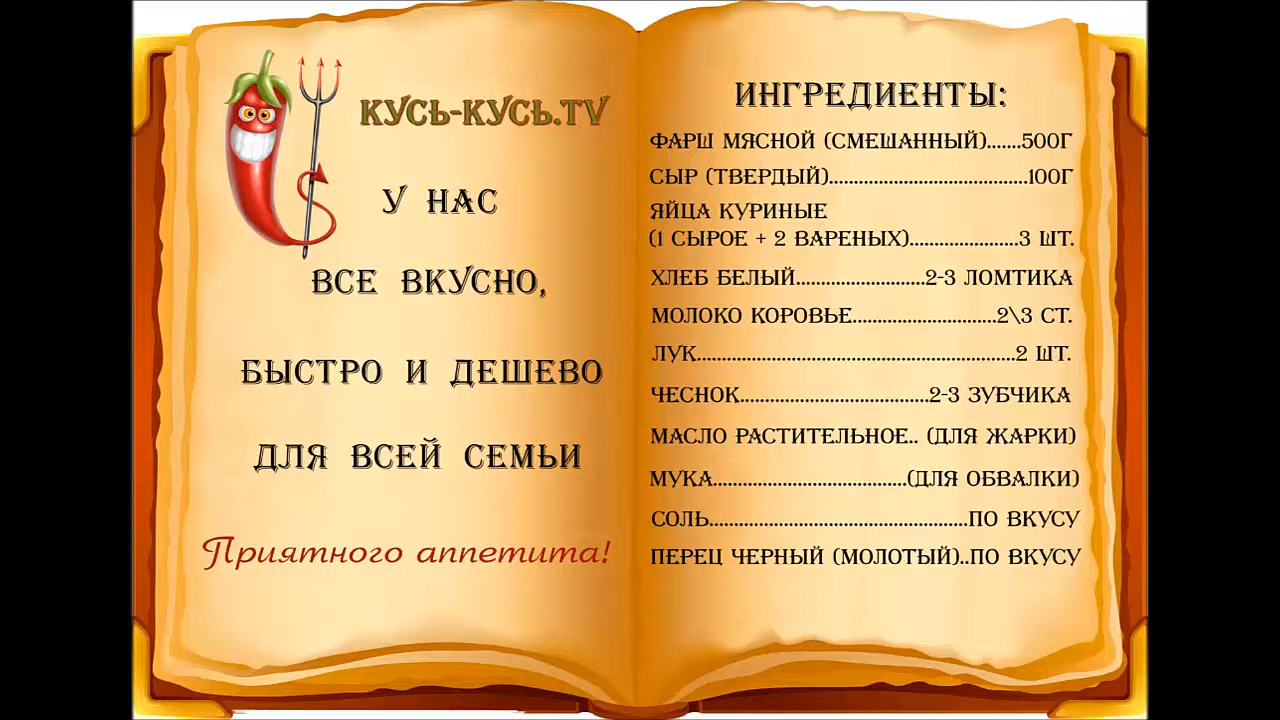 КУСЬ-КУСЬ.TV
У НАС
ВСЕ ВКУСНО,
БЫСТРО И ДЕШЕВО
ДЛЯ ВСЕЙ СЕМЬИ
Приятного аппетита!
ИНГРЕДИЕНТЫ:
ФАРШ МЯСНОЙ (СМЕШАННЫЙ).......500Г
СЫР (ТВЕРДЫЙ)........................................100Г
ЯЙЦА КУРИНЫЕ
(1 СЫРОЕ + 2 ВАРЕНЫХ)......................3 ШТ.
ХЛЕБ БЕЛЫЙ..........................2-3 ЛОМТИКА
МОЛОКО КОРОВЬЕ.............................2\3 СТ.
ЛУК................................................................2 ШТ.
ЧЕСНОК......................................2-3 ЗУБЧИКА
МАСЛО РАСТИТЕЛЬНОЕ.. (ДЛЯ ЖАРКИ)
МУКА.......................................(ДЛЯ ОБВАЛКИ)
СОЛЬ....................................................ПО ВКУСУ
ПЕРЕЦ ЧЕРНЫЙ (МОЛОТЫЙ)..ПО ВКУСУ